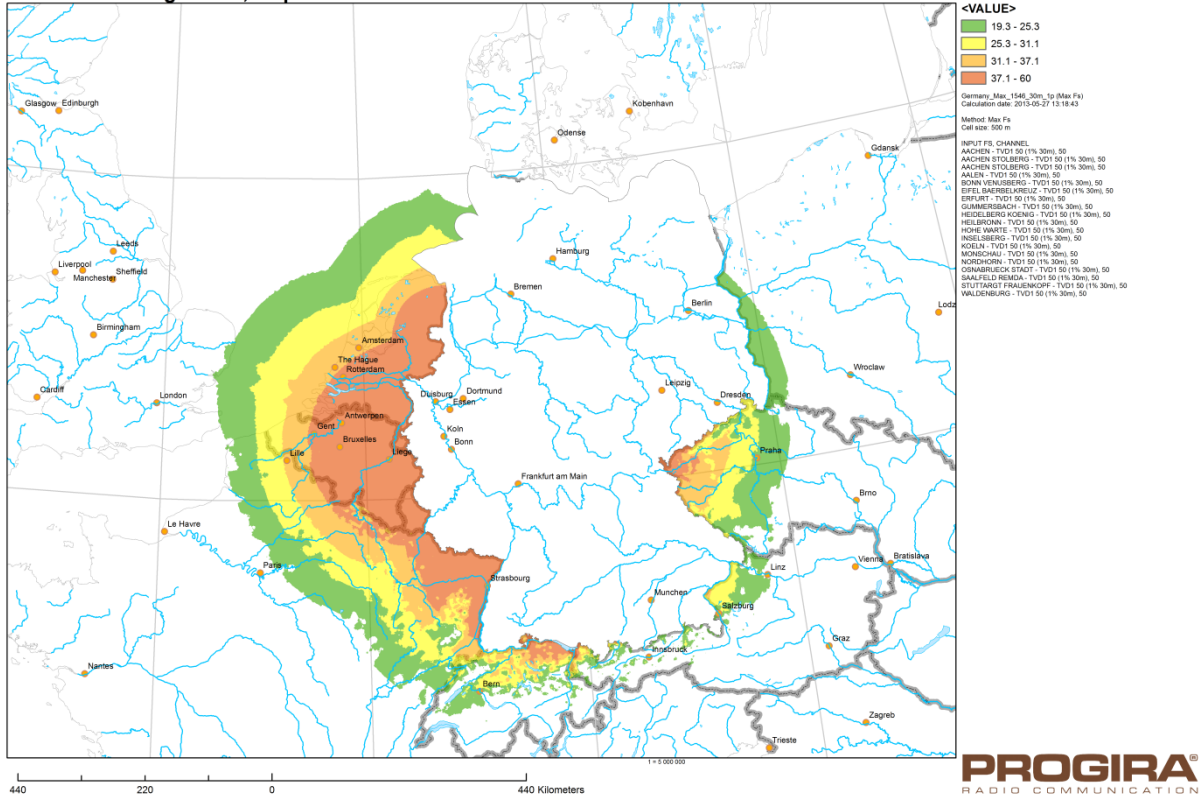 <VALUE>
19.3 - 25.3
25.3 - 31.1
31.1 - 37.1
37.1 - 60
Germany_Max_1546_30m_1p (Max Fs)
Calculation date: 2013-05-27 13:18:43
Method: Max Fs
Cell size: 500 m
INPUT FS, CHANNEL
AACHEN - TVD1 50 (1% 30m), 50
AACHEN STOLBERG - TVD1 50 (1% 30m), 50
AACHEN STOLBERG - TVD1 50 (1% 30m), 50
AALEN - TVD1 50 (1% 30m), 50
BONN VENUSBERG - TVD1 50 (1% 30m), 50
EIFEL BAERBELKREUZ - TVD1 50 (1% 30m), 50
ERFURT - TVD1 50 (1% 30m), 50
GUMMERSBACH - TVD1 50 (1% 30m), 50
HEIDELBERG KOENIG - TVD1 50 (1% 30m), 50
HEILBRONN - TVD1 50 (1% 30m), 50
HOHE WARTE - TVD1 50 (1% 30m), 50
INSELSBERG - TVD1 50 (1% 30m), 50
KOELN - TVD1 50 (1% 30m), 50
MONSCHAU - TVD1 50 (1% 30m), 50
NORDHORN - TVD1 50 (1% 30m), 50
OSNABRUECK STADT - TVD1 50 (1% 30m), 50
SAALFELD REMDA - TVD1 50 (1% 30m), 50
STUTTARGT FRAUENKOPF - TVD1 50 (1% 30m), 50
WALDENBURG - TVD1 50 (1% 30m), 50
Glasgow
Edinburgh
Kobenhavn
Odense
Gdansk
Leeds
Liverpool
Manchester
Sheffield
Hamburg
Bremen
Berlin
Lodz
Birmingham
Amsterdam
The Hague
Rotterdam
Cardiff
London
Duisburg
Dortmund
Essen
Leipzig
Dresden
Wroclaw
Antwerpen
Gent
Bruxelles
Lille
Liege
Koln
Bonn
Praha
Frankfurt am Main
Brno
Le Havre
Paris
Strasbourg
Linz
Vienna
Bratislava
Munchen
Salzburg
Nantes
Bern
Innsbruck
Graz
Zagreb
Trieste
1 = 5 000 000
440
220
0
440 Kilometers
PROGIRA®
RADIO COMMUNICATION